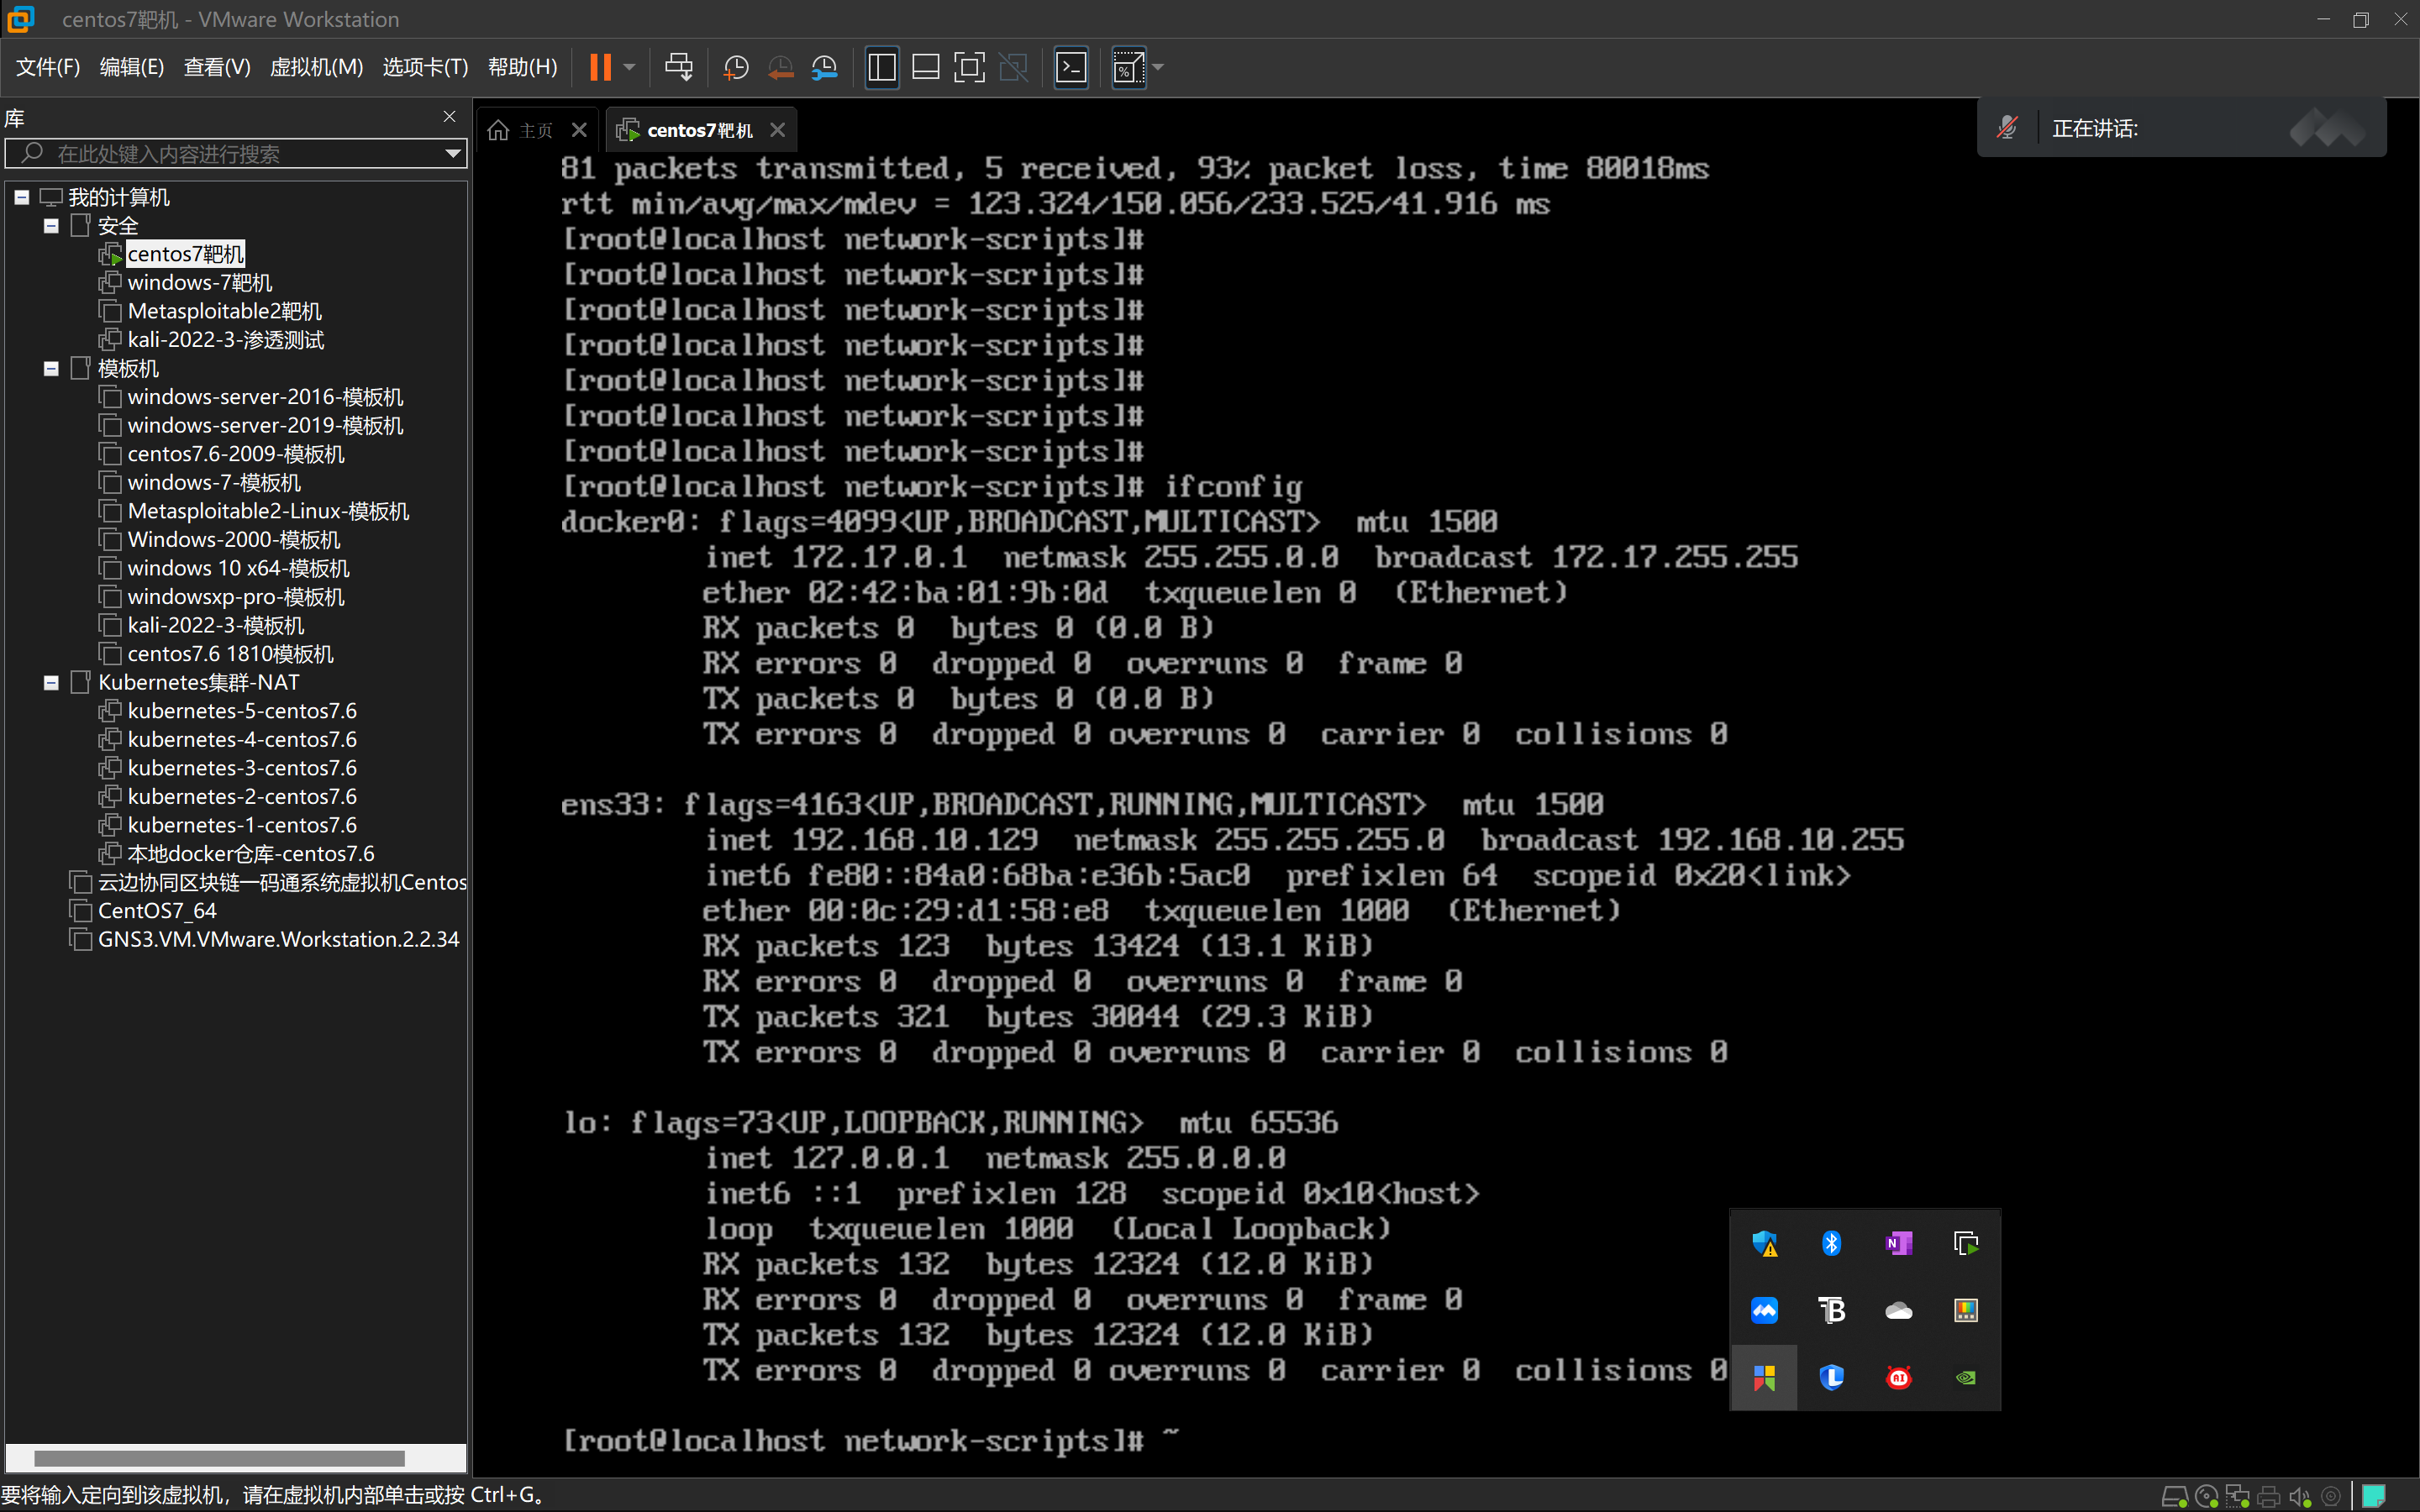 centos7靶机 - VMware Workstation
文件(F) 编辑(E) 查看(V) 虚拟机(M) 选项卡(T) 帮助(H)
库
在此处键入内容进行搜索
我的计算机
安全
centos7靶机
windows-7靶机
Metasploitable2靶机
kali-2022-3-渗透测试
模板机
windows-server-2016-模板机
windows-server-2019-模板机
centos7.6-2009-模板机
windows-7-模板机
Metasploitable2-Linux-模板机
Windows-2000-模板机
windows 10 x64-模板机
windowsxp-pro-模板机
kali-2022-3-模板机
centos7.6 1810模板机
Kubernetes集群-NAT
kubernetes-5-centos7.6
kubernetes-4-centos7.6
kubernetes-3-centos7.6
kubernetes-2-centos7.6
kubernetes-1-centos7.6
本地docker仓库-centos7.6
云边协同区块链一码通系统虚拟机Centos
CentOS7_64
GNS3.VM.VMware.Workstation.2.2.34
主页
centos7靶机
正在讲话:
81 packets transmitted, 5 received, 93% packet loss, time 80018ms
rtt min/avg/max/mdev = 123.324/150.056/233.525/41.916 ms
[root@localhost network-scripts]#
[root@localhost network-scripts]#
[root@localhost network-scripts]#
[root@localhost network-scripts]#
[root@localhost network-scripts]#
[root@localhost network-scripts]#
[root@localhost network-scripts]#
[root@localhost network-scripts]# ifconfig
docker0: flags=4099<UP,BROADCAST,MULTICAST>  mtu 1500
inet 172.17.0.1  netmask 255.255.0.0  broadcast 172.17.255.255
ether 02:42:ba:01:9b:0d  txqueuelen 0  (Ethernet)
RX packets 0  bytes 0 (0.0 B)
RX errors 0  dropped 0  overruns 0  frame 0
TX packets 0  bytes 0 (0.0 B)
TX errors 0  dropped 0 overruns 0  carrier 0  collisions 0
ens33: flags=4163<UP,BROADCAST,RUNNING,MULTICAST>  mtu 1500
inet 192.168.10.129  netmask 255.255.255.0  broadcast 192.168.10.255
inet6 fe80::84a0:68ba:e36b:5ac0  prefixlen 64  scopeid 0x20<link>
ether 00:0c:29:d1:58:e8  txqueuelen 1000  (Ethernet)
RX packets 123  bytes 13424 (13.1 KiB)
RX errors 0  dropped 0  overruns 0  frame 0
TX packets 321  bytes 30044 (29.3 KiB)
TX errors 0  dropped 0 overruns 0  carrier 0  collisions 0
lo: flags=73<UP,LOOPBACK,RUNNING>  mtu 65536
inet 127.0.0.1  netmask 255.0.0.0
inet6 ::1  prefixlen 128  scopeid 0x10<host>
loop  txqueuelen 1000  (Local Loopback)
RX packets 132  bytes 12324 (12.0 KiB)
RX errors 0  dropped 0  overruns 0  frame 0
TX packets 132  bytes 12324 (12.0 KiB)
TX errors 0  dropped 0 overruns 0  carrier 0  collisions 0
[root@localhost network-scripts]# ~
要将输入定向到该虚拟机，请在虚拟机内部单击或按 Ctrl+G。